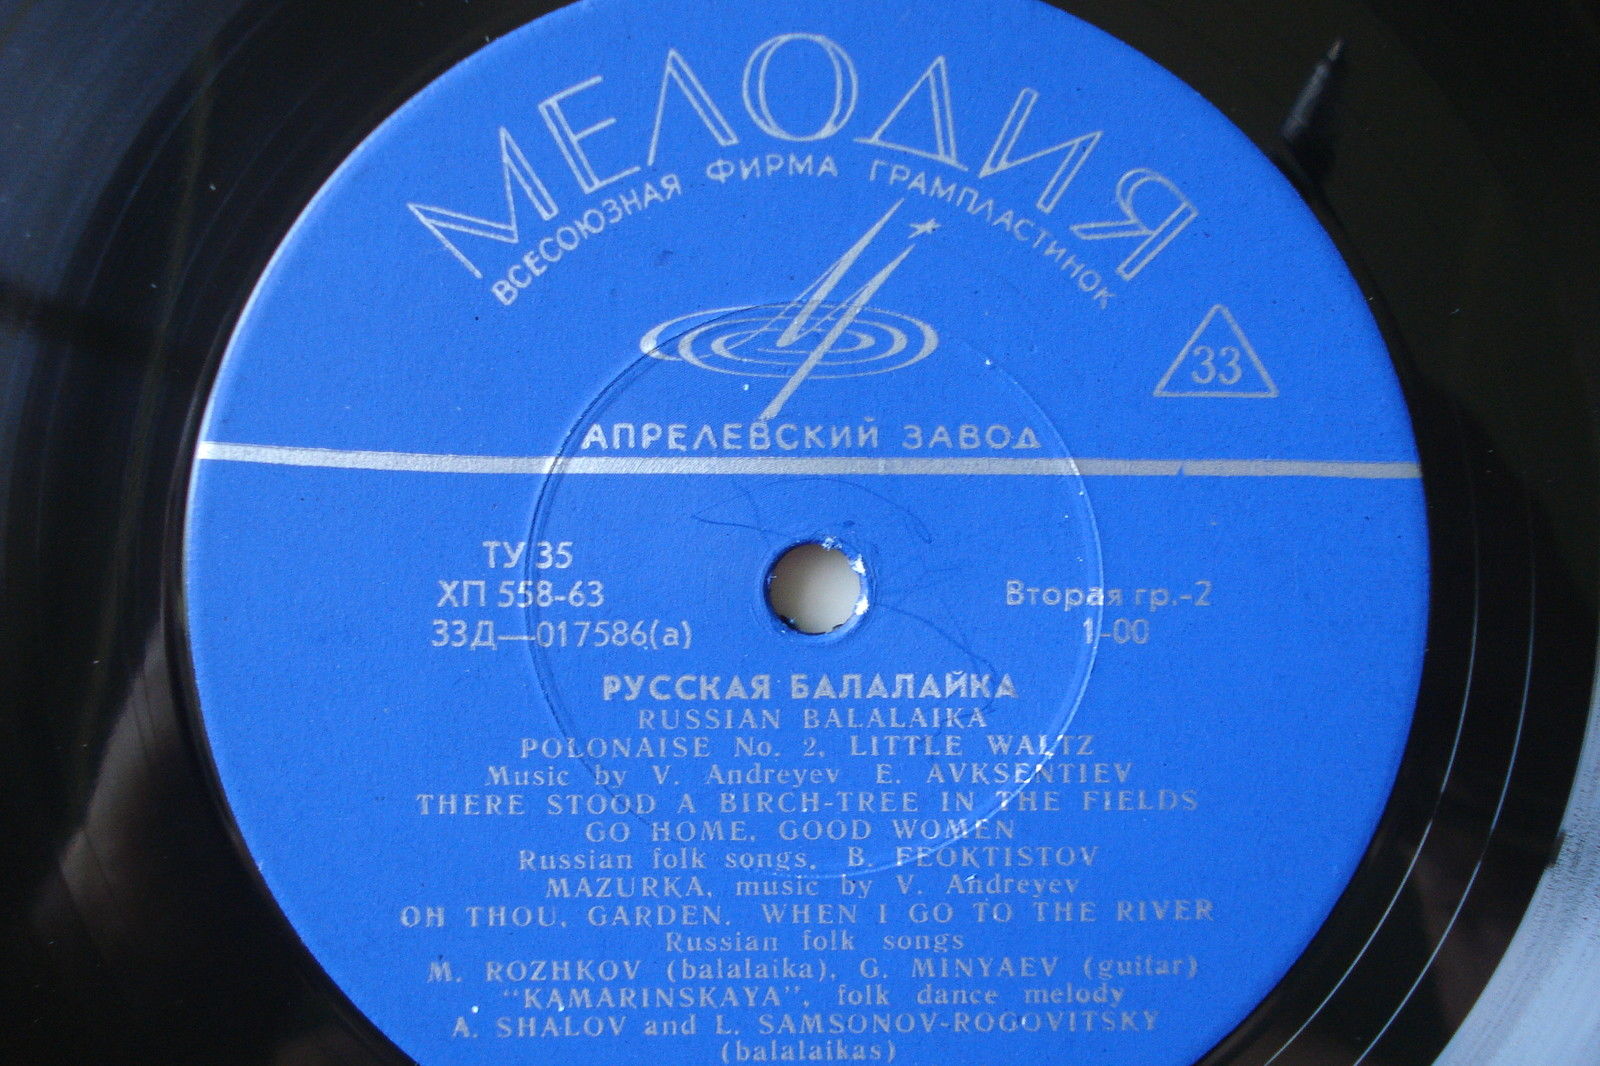 МЕЛОДИЯ
ВСЕСОЮЗНАЯ ФИРМА ГРАМПЛАСТИНОК
33
АПРЕЛЕВСКИЙ ЗАВОД
ТУ 35
ХП 558-63
33Д—017586(а)
Вторая гр.-2
1-00
РУССКАЯ БАЛАЛАЙКА
RUSSIAN BALALAIKA
POLONAISE No. 2, LITTLE WALTZ
Music by V. Andreyev E. AVKSENTIEV
THERE STOOD A BIRCH-TREE IN THE FIELDS
GO HOME, GOOD WOMEN
Russian folk songs, B. FEOKTISTOV
MAZURKA, music by V. Andreyev
OH THOU, GARDEN. WHEN I GO TO THE RIVER
Russian folk songs
M. ROZHKOV (balalaika), G. MINYAEV (guitar)
"KAMARINSKAYA", folk dance melody
A. SHALOV and L. SAMSONOV-ROGOVITSKY
(balalaikas)